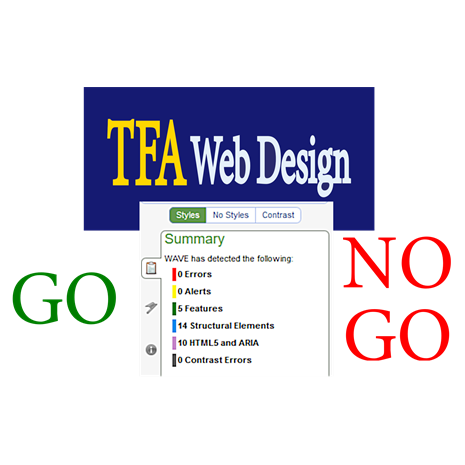 TFA Web Design
Styles No Styles Contrast
Summary
WAVE has detected the following:
0 Errors
0 Alerts
5 Features
14 Structural Elements
10 HTML5 and ARIA
0 Contrast Errors
GO
NO
GO